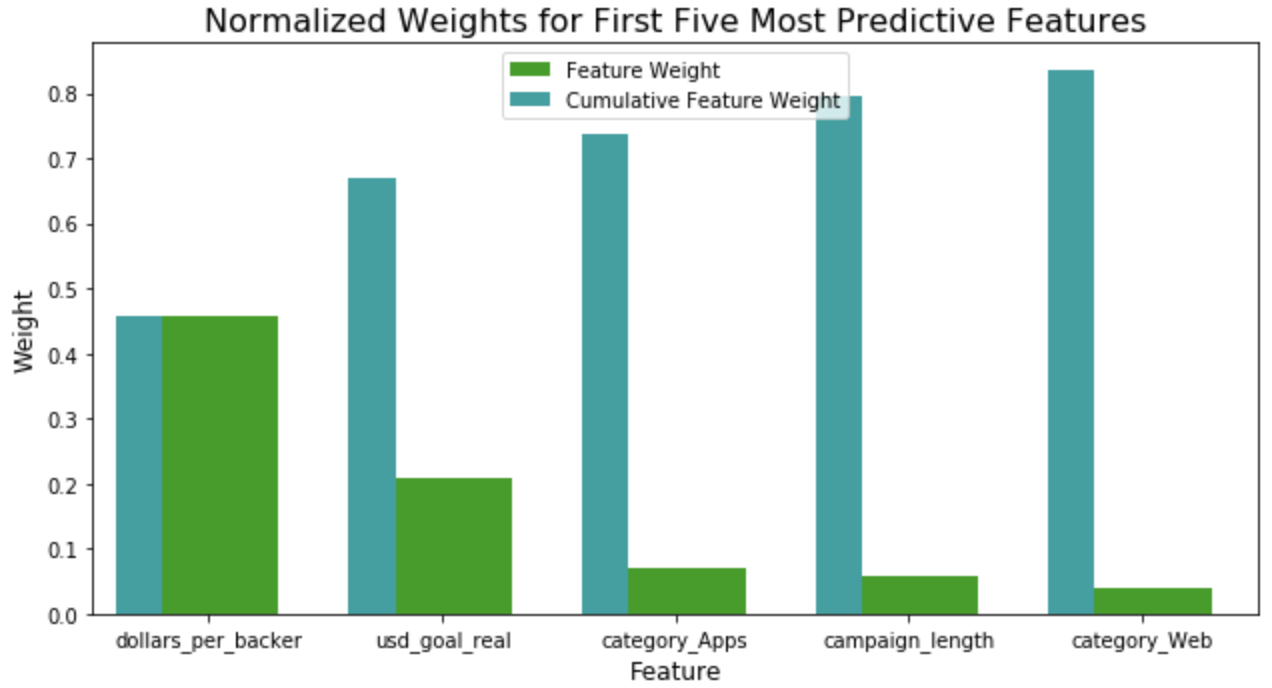 Normalized Weights for First Five Most Predictive Features
Feature Weight
Cumulative Feature Weight
Weight
0.8
0.7
0.6
0.5
0.4
0.3
0.2
0.1
0.0
dollars_per_backer usd_goal_real category_Apps campaign_length category_Web
Feature